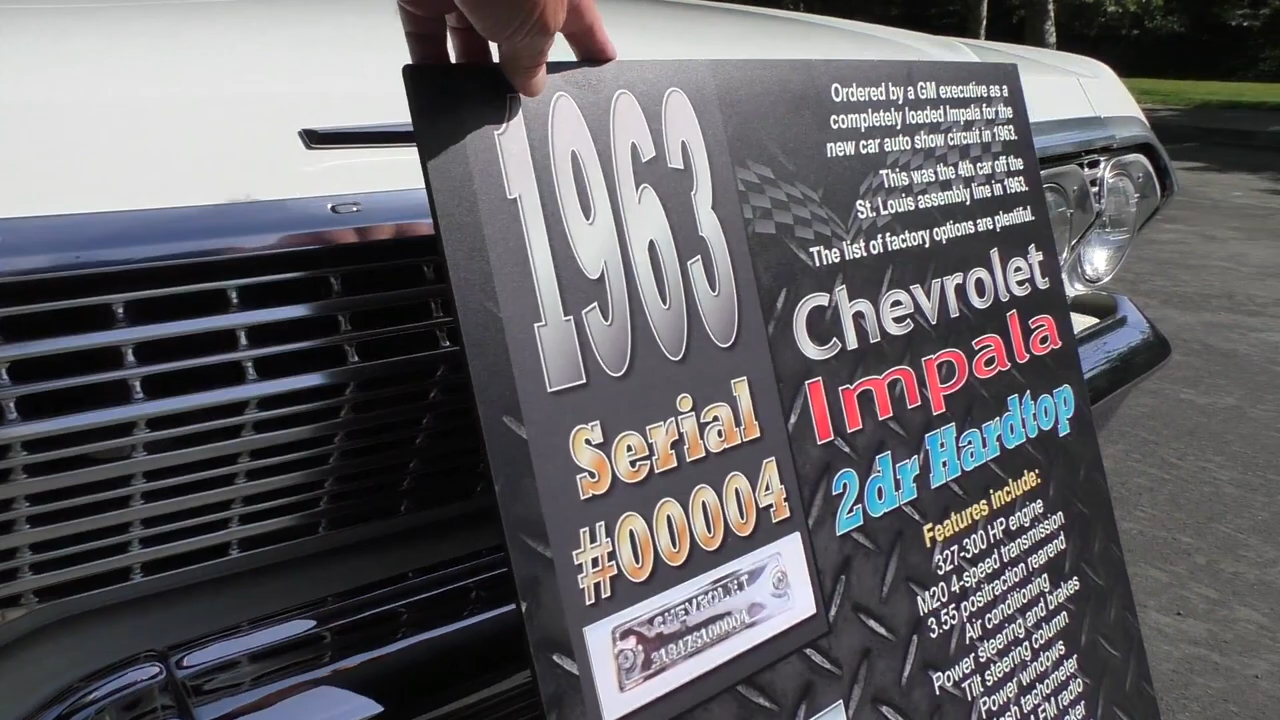 1963
Serial
#00004
CHEVROLET
Ordered by a GM executive as a
completely loaded Impala for the
new car auto show circuit in 1963.
This was the 4th car off the
St. Louis assembly line in 1963.
The list of factory options are plentiful.
Chevrolet
Impala
2dr Hardtop
Features include:
327-300 HP engine
M20 4-speed transmission
3.55 positraction rearend
Air conditioning
Power steering and brakes
Tilt steering column
Power windows
tachometer
FM radio